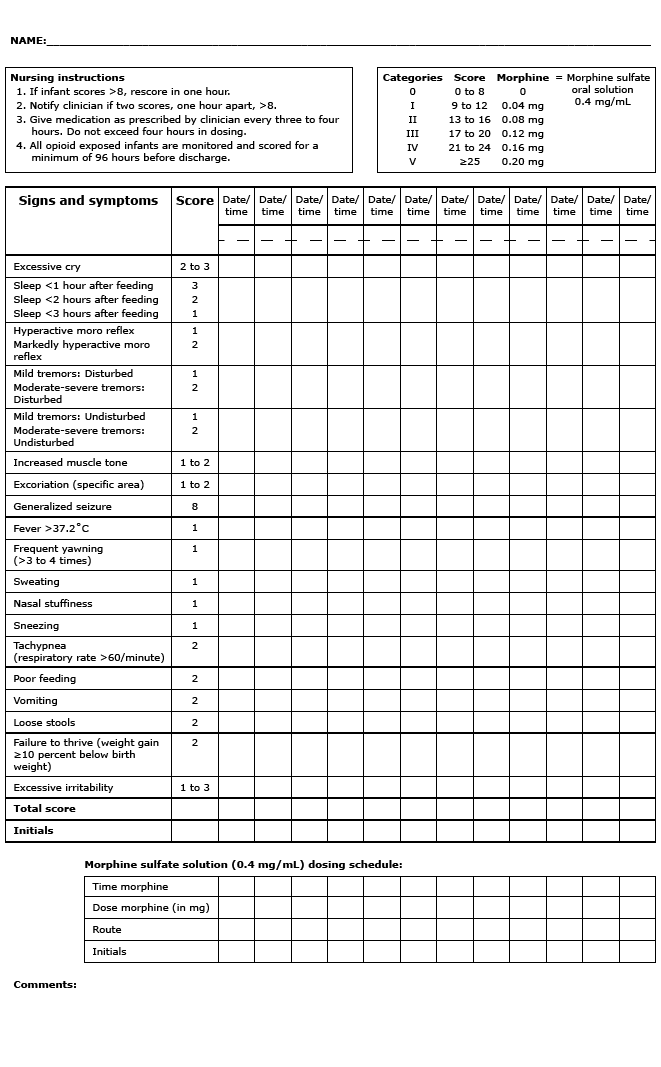 NAME:
Nursing instructions
1. If infant scores >8, rescore in one hour.
2. Notify clinician if two scores, one hour apart, >8.
3. Give medication as prescribed by clinician every three to four
hours. Do not exceed four hours in dosing.
4. All opioid exposed infants are monitored and scored for a
minimum of 96 hours before discharge.
Categories Score Morphine = Morphine sulfate
oral solution
0.4 mg/mL
0 0 to 8 0
I 9 to 12 0.04 mg
II 13 to 16 0.08 mg
III 17 to 20 0.12 mg
IV 21 to 24 0.16 mg
V ≥25 0.20 mg
Signs and symptoms Score Date/ Date/ Date/ Date/ Date/ Date/ Date/ Date/ Date/ Date/ Date/ Date/
time time time time time time time time time time time time
Excessive cry 2 to 3
Sleep <1 hour after feeding 3
Sleep <2 hours after feeding 2
Sleep <3 hours after feeding 1
Hyperactive moro reflex 1
Markedly hyperactive moro 2
reflex
Mild tremors: Disturbed 1
Moderate-severe tremors: 2
Disturbed
Mild tremors: Undisturbed 1
Moderate-severe tremors: 2
Undisturbed
Increased muscle tone 1 to 2
Excoriation (specific area) 1 to 2
Generalized seizure 8
Fever >37.2°C 1
Frequent yawning 1
(>3 to 4 times)
Sweating 1
Nasal stuffiness 1
Sneezing 1
Tachypnea 2
(respiratory rate >60/minute)
Poor feeding 2
Vomiting 2
Loose stools 2
Failure to thrive (weight gain 2
≥10 percent below birth
weight)
Excessive irritability 1 to 3
Total score
Initials
Morphine sulfate solution (0.4 mg/mL) dosing schedule:
Time morphine
Dose morphine (in mg)
Route
Initials
Comments: